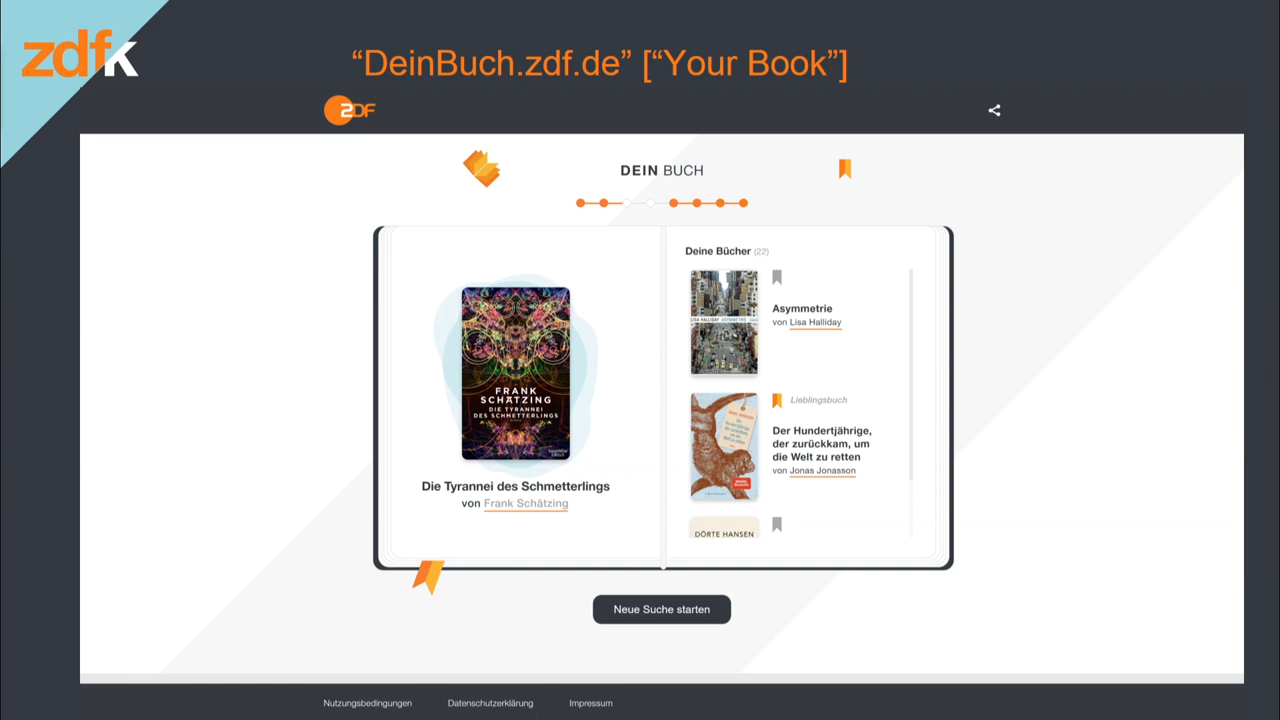 zdfk
“DeinBuch.zdf.de” [“Your Book”]
ZDF
DEIN BUCH
Deine Bücher (22)
LISA HALLIDAY ASYMMETRIE
Asymmetrie
von Lisa Halliday
FRANK
SCHÄTZING
DIE TYRANNEI
DES SCHMETTERLINGS
Lieblingsbuch
Der Hundertjährige,
der zurückkam, um
die Welt zu retten
von Jonas Jonasson
Die Tyrannei des Schmetterlings
von Frank Schätzing
DÖRTE HANSEN
Neue Suche starten
Nutzungsbedingungen Datenschutzerklärung Impressum